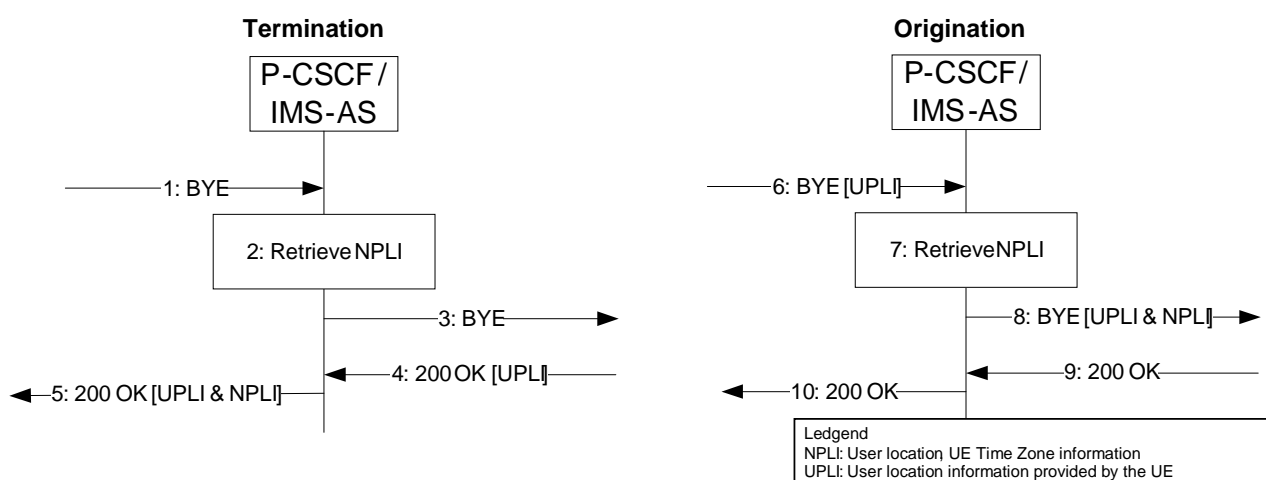 Termination
P-CSCF/
IMS-AS
1: BYE
2: Retrieve NPLI
3: BYE
4: 200 OK [UPLI]
5: 200 OK [UPLI & NPLI]
Origination
P-CSCF/
IMS-AS
6: BYE [UPLI]
7: Retrieve NPLI
8: BYE [UPLI & NPLI]
9: 200 OK
10: 200 OK
Ledgend
NPLI: User location, UE Time Zone information
UPLI: User location information provided by the UE